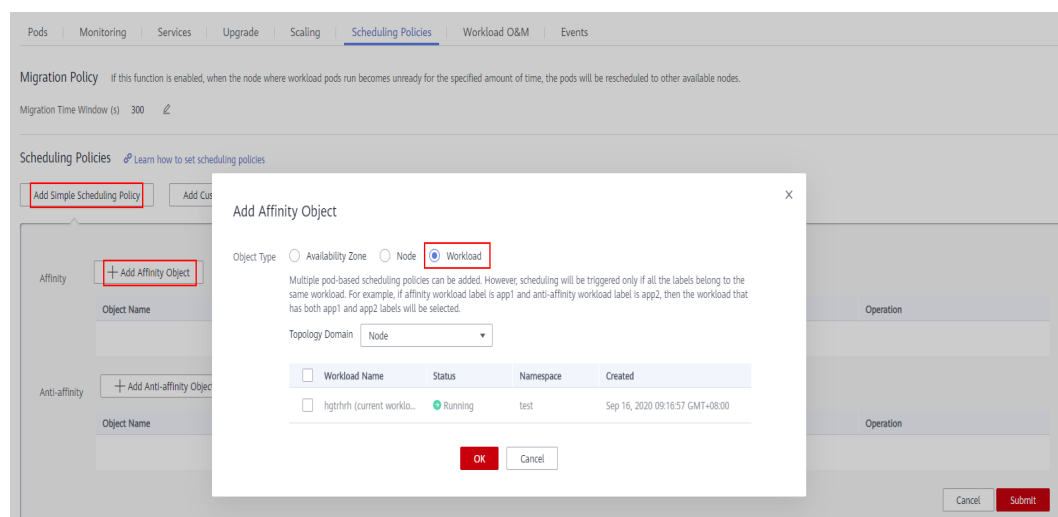 Pods Monitoring Services Upgrade Scaling Scheduling Policies Workload O&M Events
Migration Policy If this function is enabled, when the node where workload pods run becomes unready for the specified amount of time, the pods will be rescheduled to other available nodes.
Migration Time Window (s) 300
Scheduling Policies Learn how to set scheduling policies
Add Simple Scheduling Policy Add Cus
Add Affinity Object X
Object Type Availability Zone Node Workload
Multiple pod-based scheduling policies can be added. However, scheduling will be triggered only if all the labels belong to the
same workload. For example, if affinity workload label is app1 and anti-affinity workload label is app2, then the workload that
has both app1 and app2 labels will be selected.
Topology Domain Node
Workload Name Status Namespace Created
hgtrhrh (current worklo... Running test Sep 16, 2020 09:16:57 GMT+08:00
OK Cancel
Affinity + Add Affinity Object
Object Name Operation
Anti-affinity + Add Anti-affinity Objec
Object Name Operation
Cancel Submit